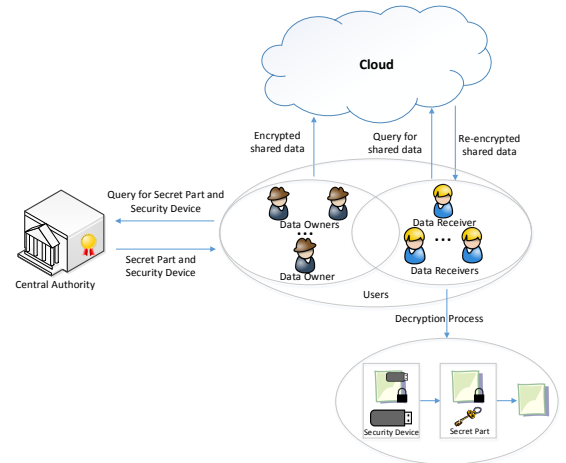 Cloud
Encrypted
shared data
Query for
shared data
Re-encrypted
shared data
Query for Secret Part and
Security Device
Secret Part and
Security Device
Central Authority
Data Owners
...
Data Owner
Data Receiver
...
Data Receivers
Users
Decryption Process
Security Device
Secret Part